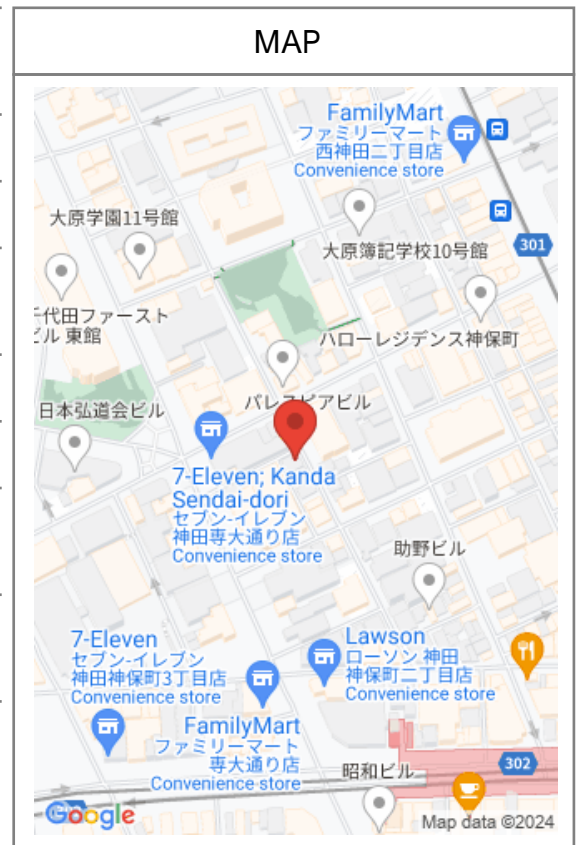 MAP
FamilyMart
ファミリーマート
西神田二丁目店
Convenience store
大原学園11号館
大原簿記学校10号館
301
千代田ファースト
ビル 東館
ハローレジデンス神保町
パレスピアビル
日本弘道会ビル
7-Eleven; Kanda
Sendai-dori
セブン-イレブン
神田専大通り店
Convenience store
助野ビル
7-Eleven
セブン-イレブン
神田神保町3丁目店
Convenience store
Lawson
ローソン 神田
神保町二丁目店
Convenience store
FamilyMart
ファミリーマート
専大通り店
Convenience store
昭和ビル
302
Google
Map data ©2024